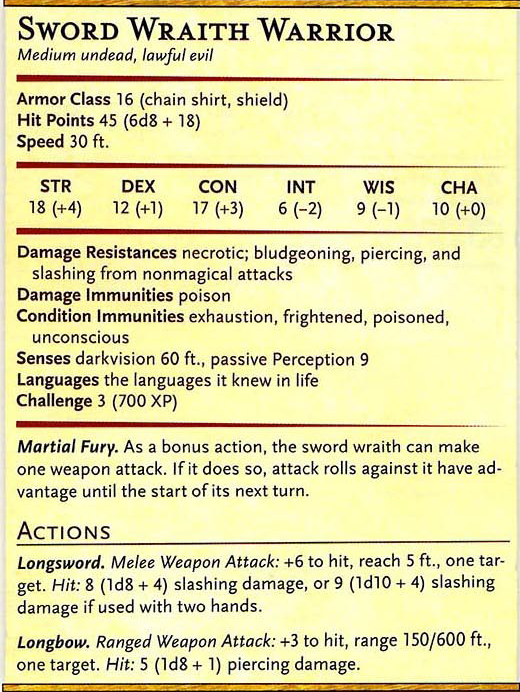 SWORD WRAITH WARRIOR
Medium undead, lawful evil
Armor Class 16 (chain shirt, shield)
Hit Points 45 (6d8 + 18)
Speed 30 ft.
STR DEX CON INT WIS CHA
18 (+4) 12 (+1) 17 (+3) 6 (−2) 9 (−1) 10 (+0)
Damage Resistances necrotic; bludgeoning, piercing, and
slashing from nonmagical attacks
Damage Immunities poison
Condition Immunities exhaustion, frightened, poisoned,
unconscious
Senses darkvision 60 ft., passive Perception 9
Languages the languages it knew in life
Challenge 3 (700 XP)
Martial Fury. As a bonus action, the sword wraith can make
one weapon attack. If it does so, attack rolls against it have ad-
vantage until the start of its next turn.
ACTIONS
Longsword. Melee Weapon Attack: +6 to hit, reach 5 ft., one tar-
get. Hit: 8 (1d8 + 4) slashing damage, or 9 (1d10 + 4) slashing
damage if used with two hands.
Longbow. Ranged Weapon Attack: +3 to hit, range 150/600 ft.,
one target. Hit: 5 (1d8 + 1) piercing damage.